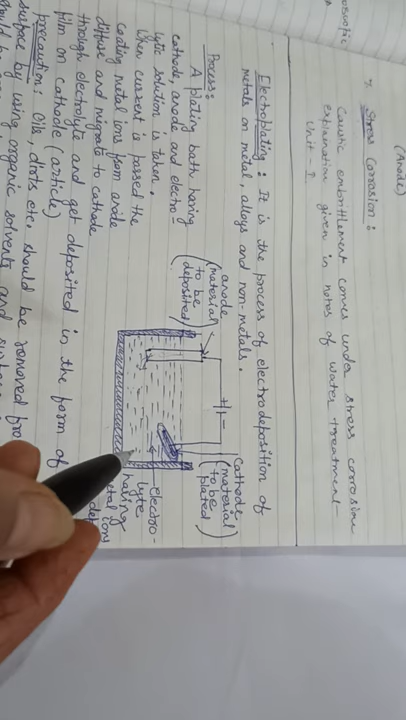 (Anode)
7. Stress Corrosion :
Caustic embrittlement comes under stress corrosion
explanation given in notes of water treatment -
Unit - I.
Electroplating : It is the process of electrodeposition of
metals on metal, alloys and non-metals.
Process:
A plating bath having
cathode, anode and electro-
lytic solution is taken.
When current is passed the
coating metal ions from anode
diffuse and migrate to cathode
through electrolyte and get deposited in the form of
film on cathode (article)
precaution: Oils, dirts etc. should be removed
surface by using organic solvents and
anode
(material
to be
deposited)
+ -
cathode
(material
to be
plated)
electro-
lyte
having
metal ions